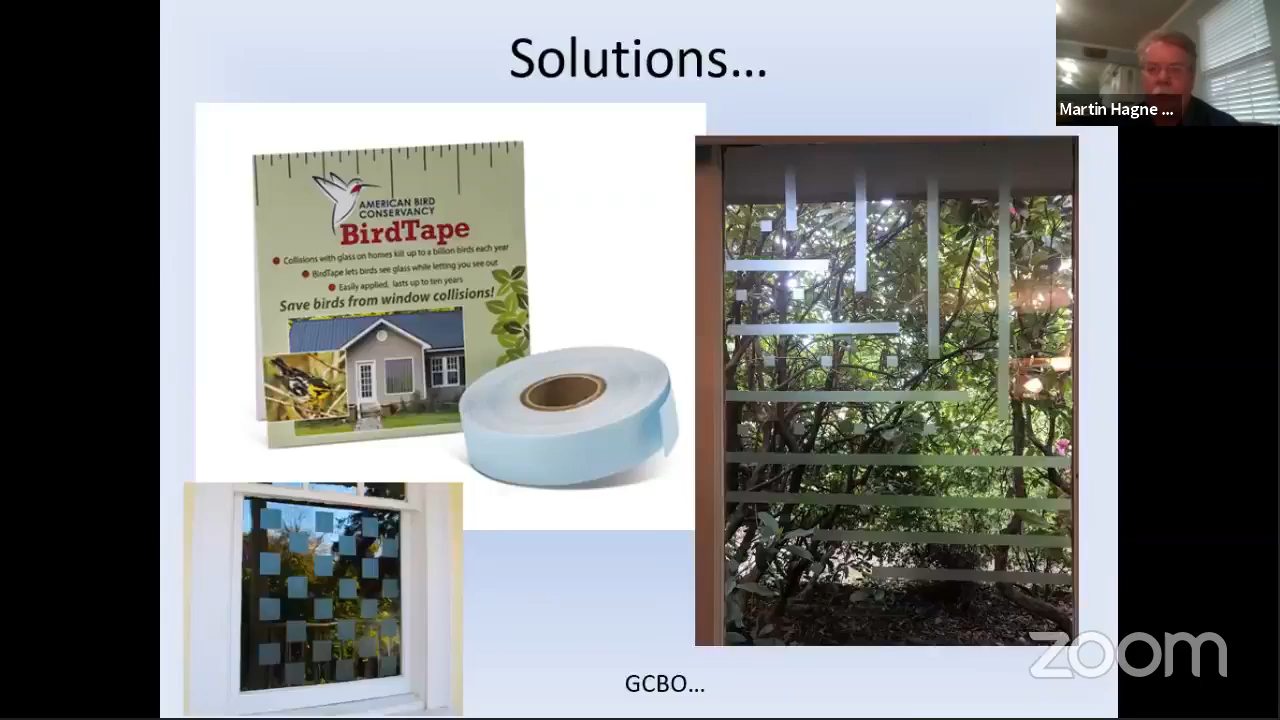 Solutions...
Martin Hagne ...
AMERICAN BIRD
CONSERVANCY
BirdTape
Collisions with glass on homes kill up to a billion birds each year
BirdTape lets birds see glass while letting you see out
Easily applied, lasts up to ten years
Save birds from window collisions!
GCBO...
zoom